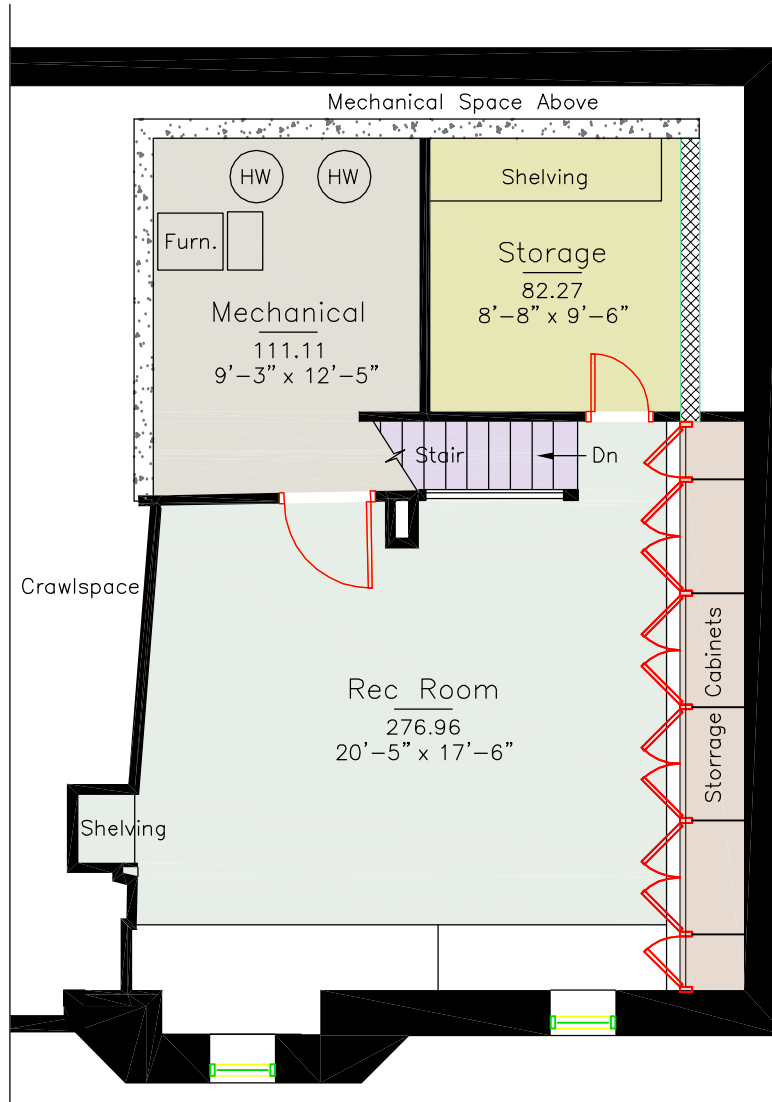 Mechanical Space Above
HW
HW
Shelving
Furn.
Storage
82.27
8'-8" x 9'-6"
Mechanical
111.11
9'-3" x 12'-5"
Stair
Dn
Crawlspace
Storrage Cabinets
Rec Room
276.96
20'-5" x 17'-6"
Shelving